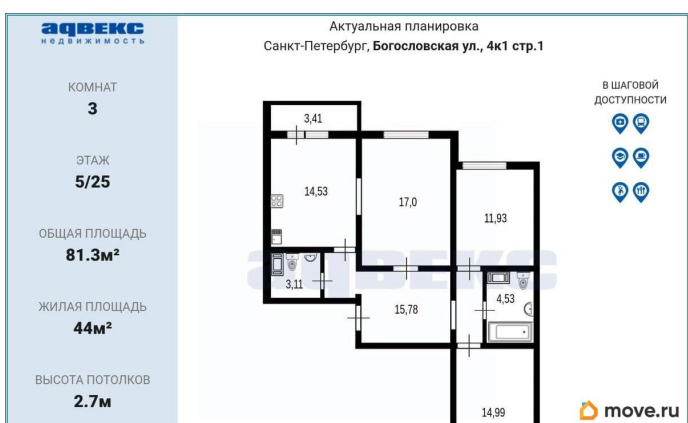 адвекс
НЕДВИЖИМОСТЬ
КОМНАТ
3
ЭТАЖ
5/25
ОБЩАЯ ПЛОЩАДЬ
81.3м²
ЖИЛАЯ ПЛОЩАДЬ
44м²
ВЫСОТА ПОТОЛКОВ
2.7м
Актуальная планировка
Санкт-Петербург, Богословская ул., 4к1 стр.1
3,41
14,53
17,0
11,93
3,11
15,78
4,53
14,99
адвекс
В ШАГОВОЙ
ДОСТУПНОСТИ
move.ru